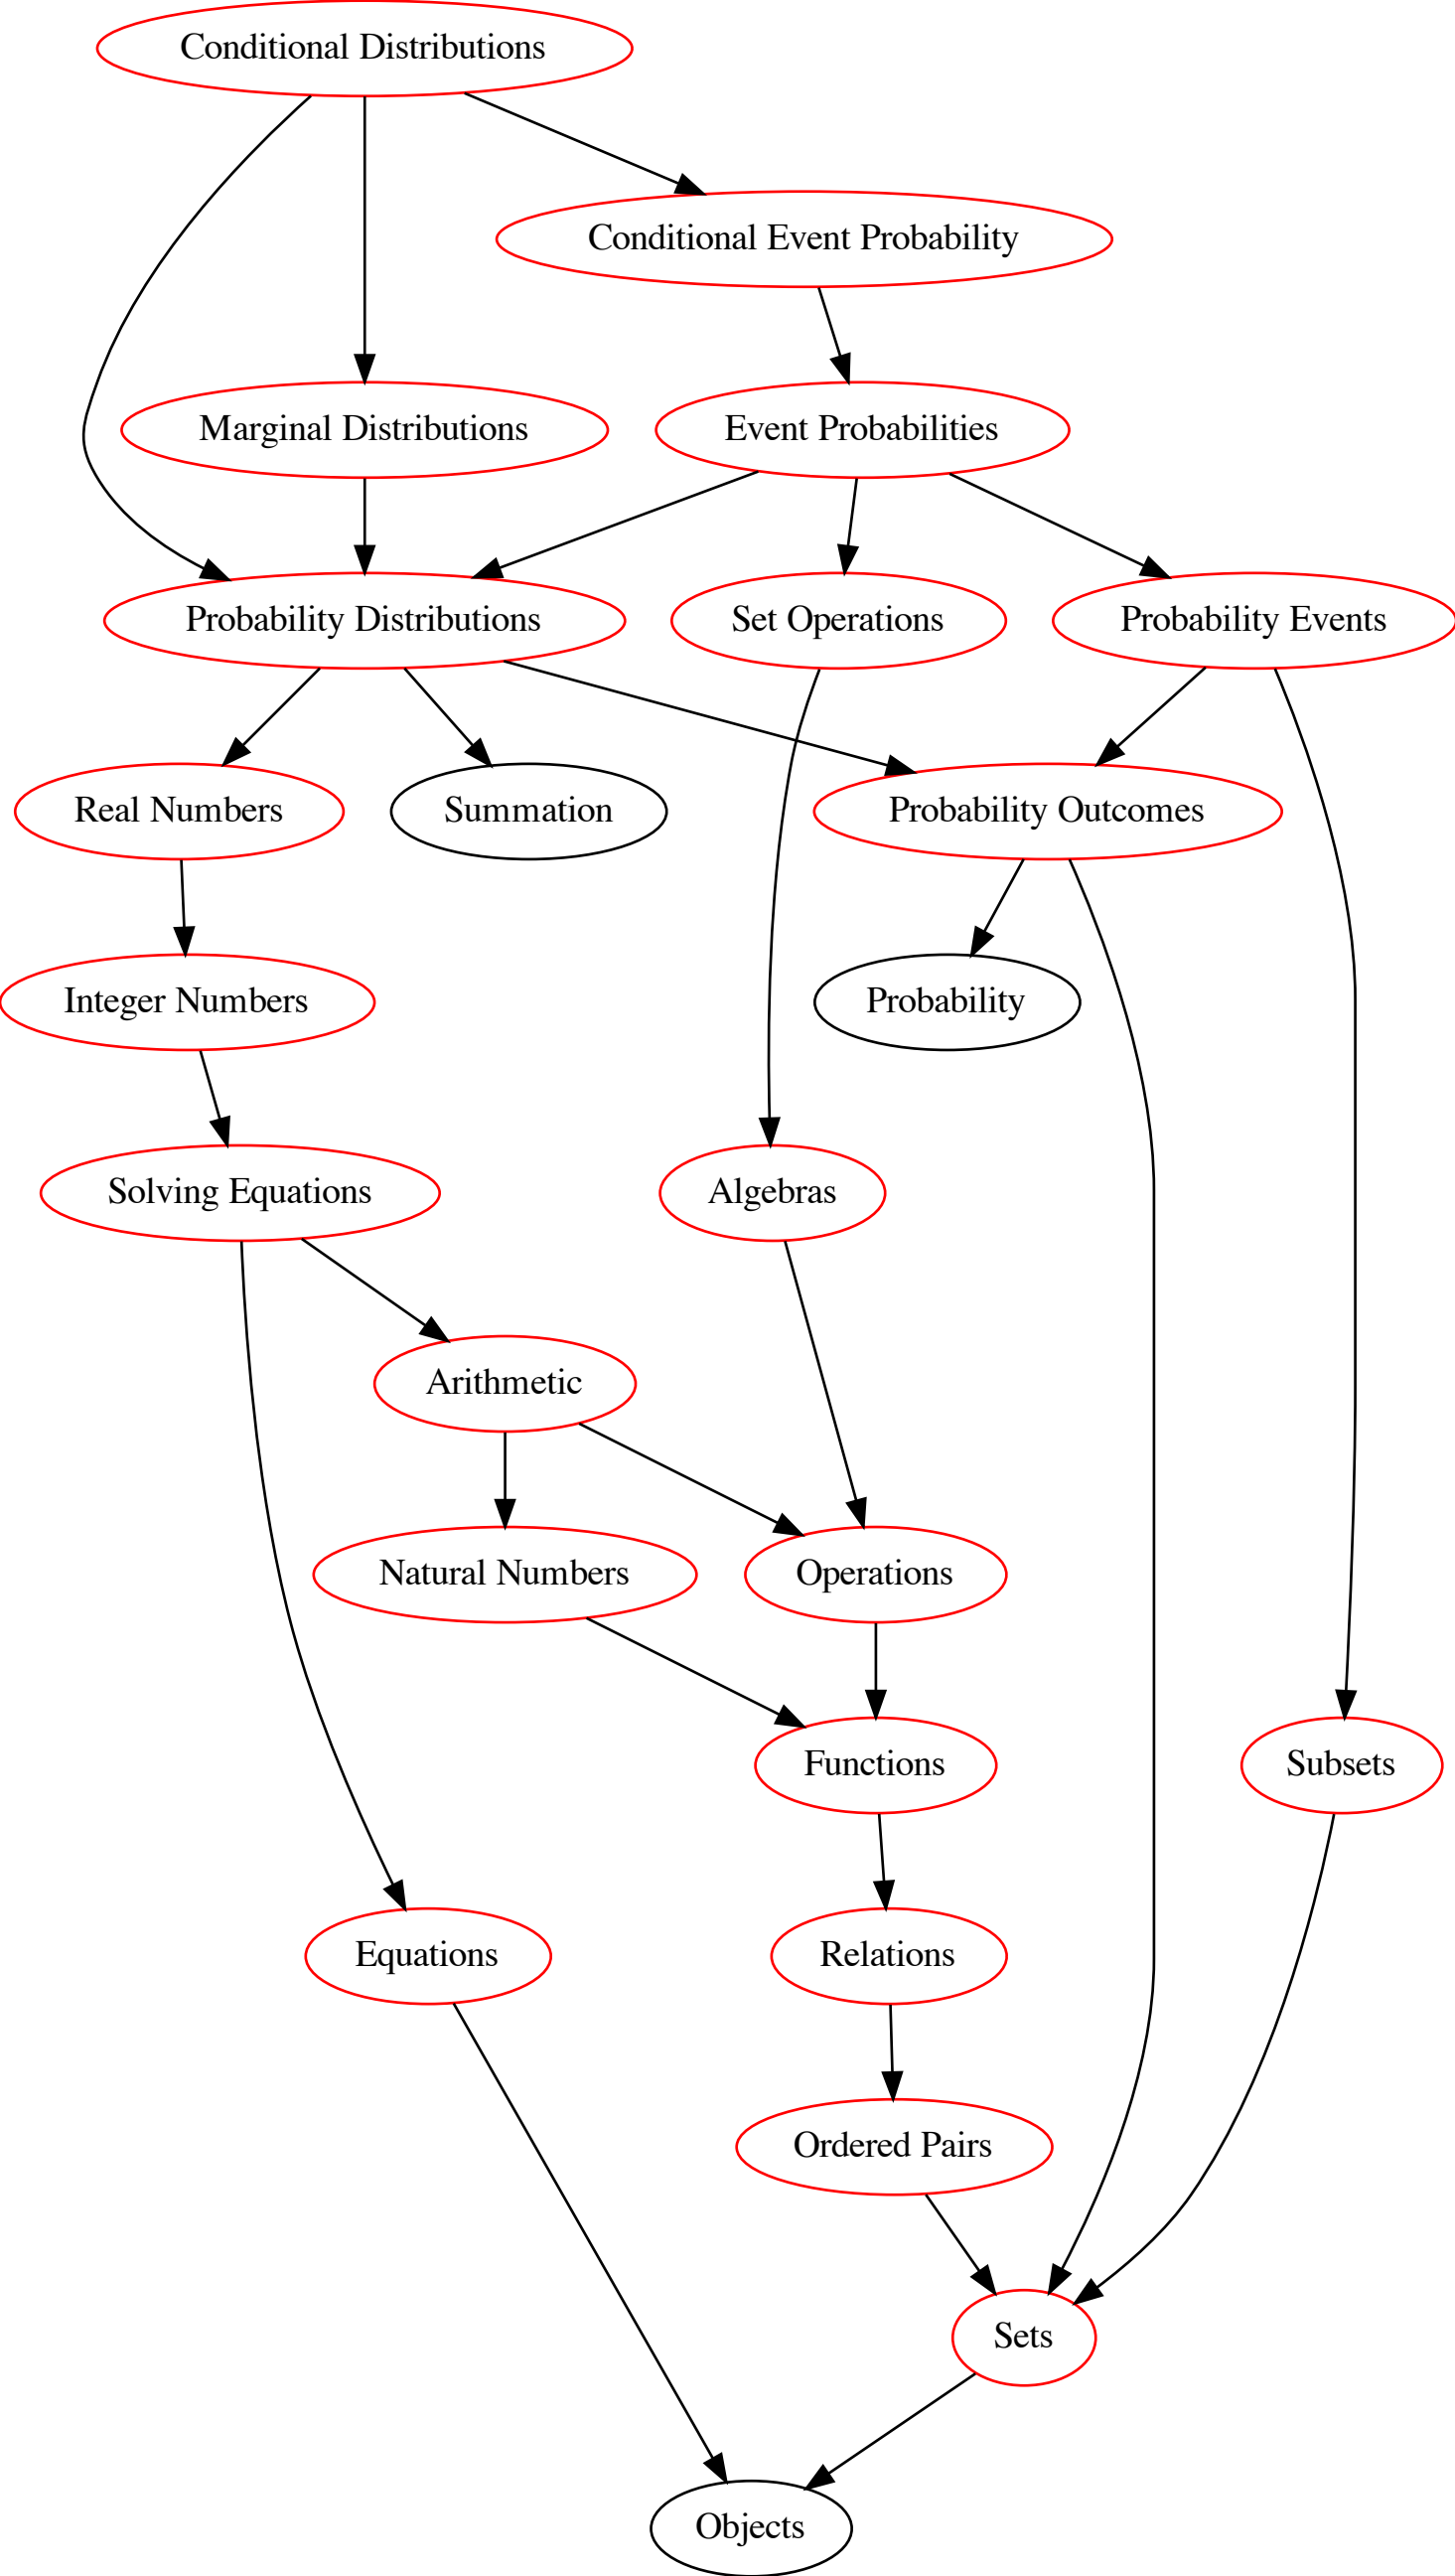 Conditional Distributions
Conditional Event Probability
Marginal Distributions
Event Probabilities
Probability Distributions
Set Operations
Probability Events
Real Numbers
Summation
Probability Outcomes
Integer Numbers
Probability
Solving Equations
Algebras
Arithmetic
Natural Numbers
Operations
Functions
Subsets
Equations
Relations
Ordered Pairs
Sets
Objects